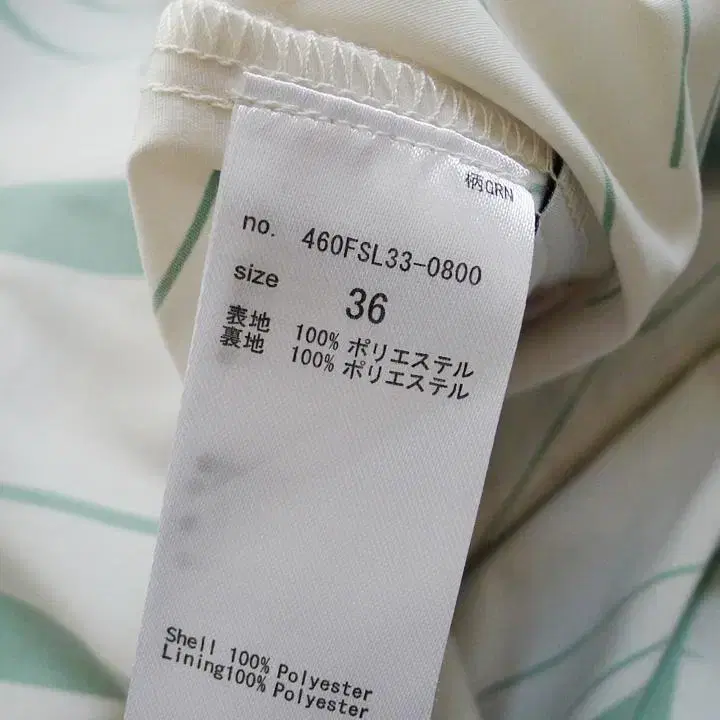 柄GRN
no. 460FSL33-0800
size 36
表地 100% ポリエステル
裏地 100% ポリエステル
Shell 100% Polyester
Lining100% Polyester